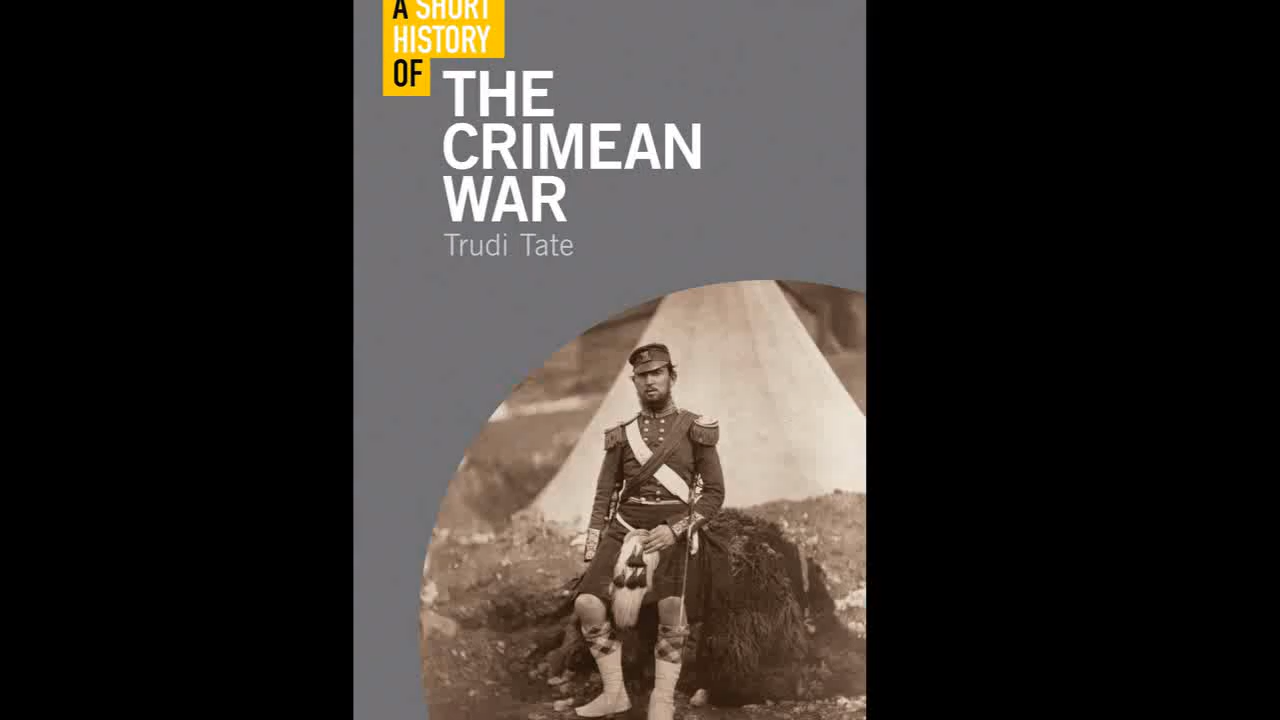 A SHORT
HISTORY
OF
THE
CRIMEAN
WAR
Trudi Tate